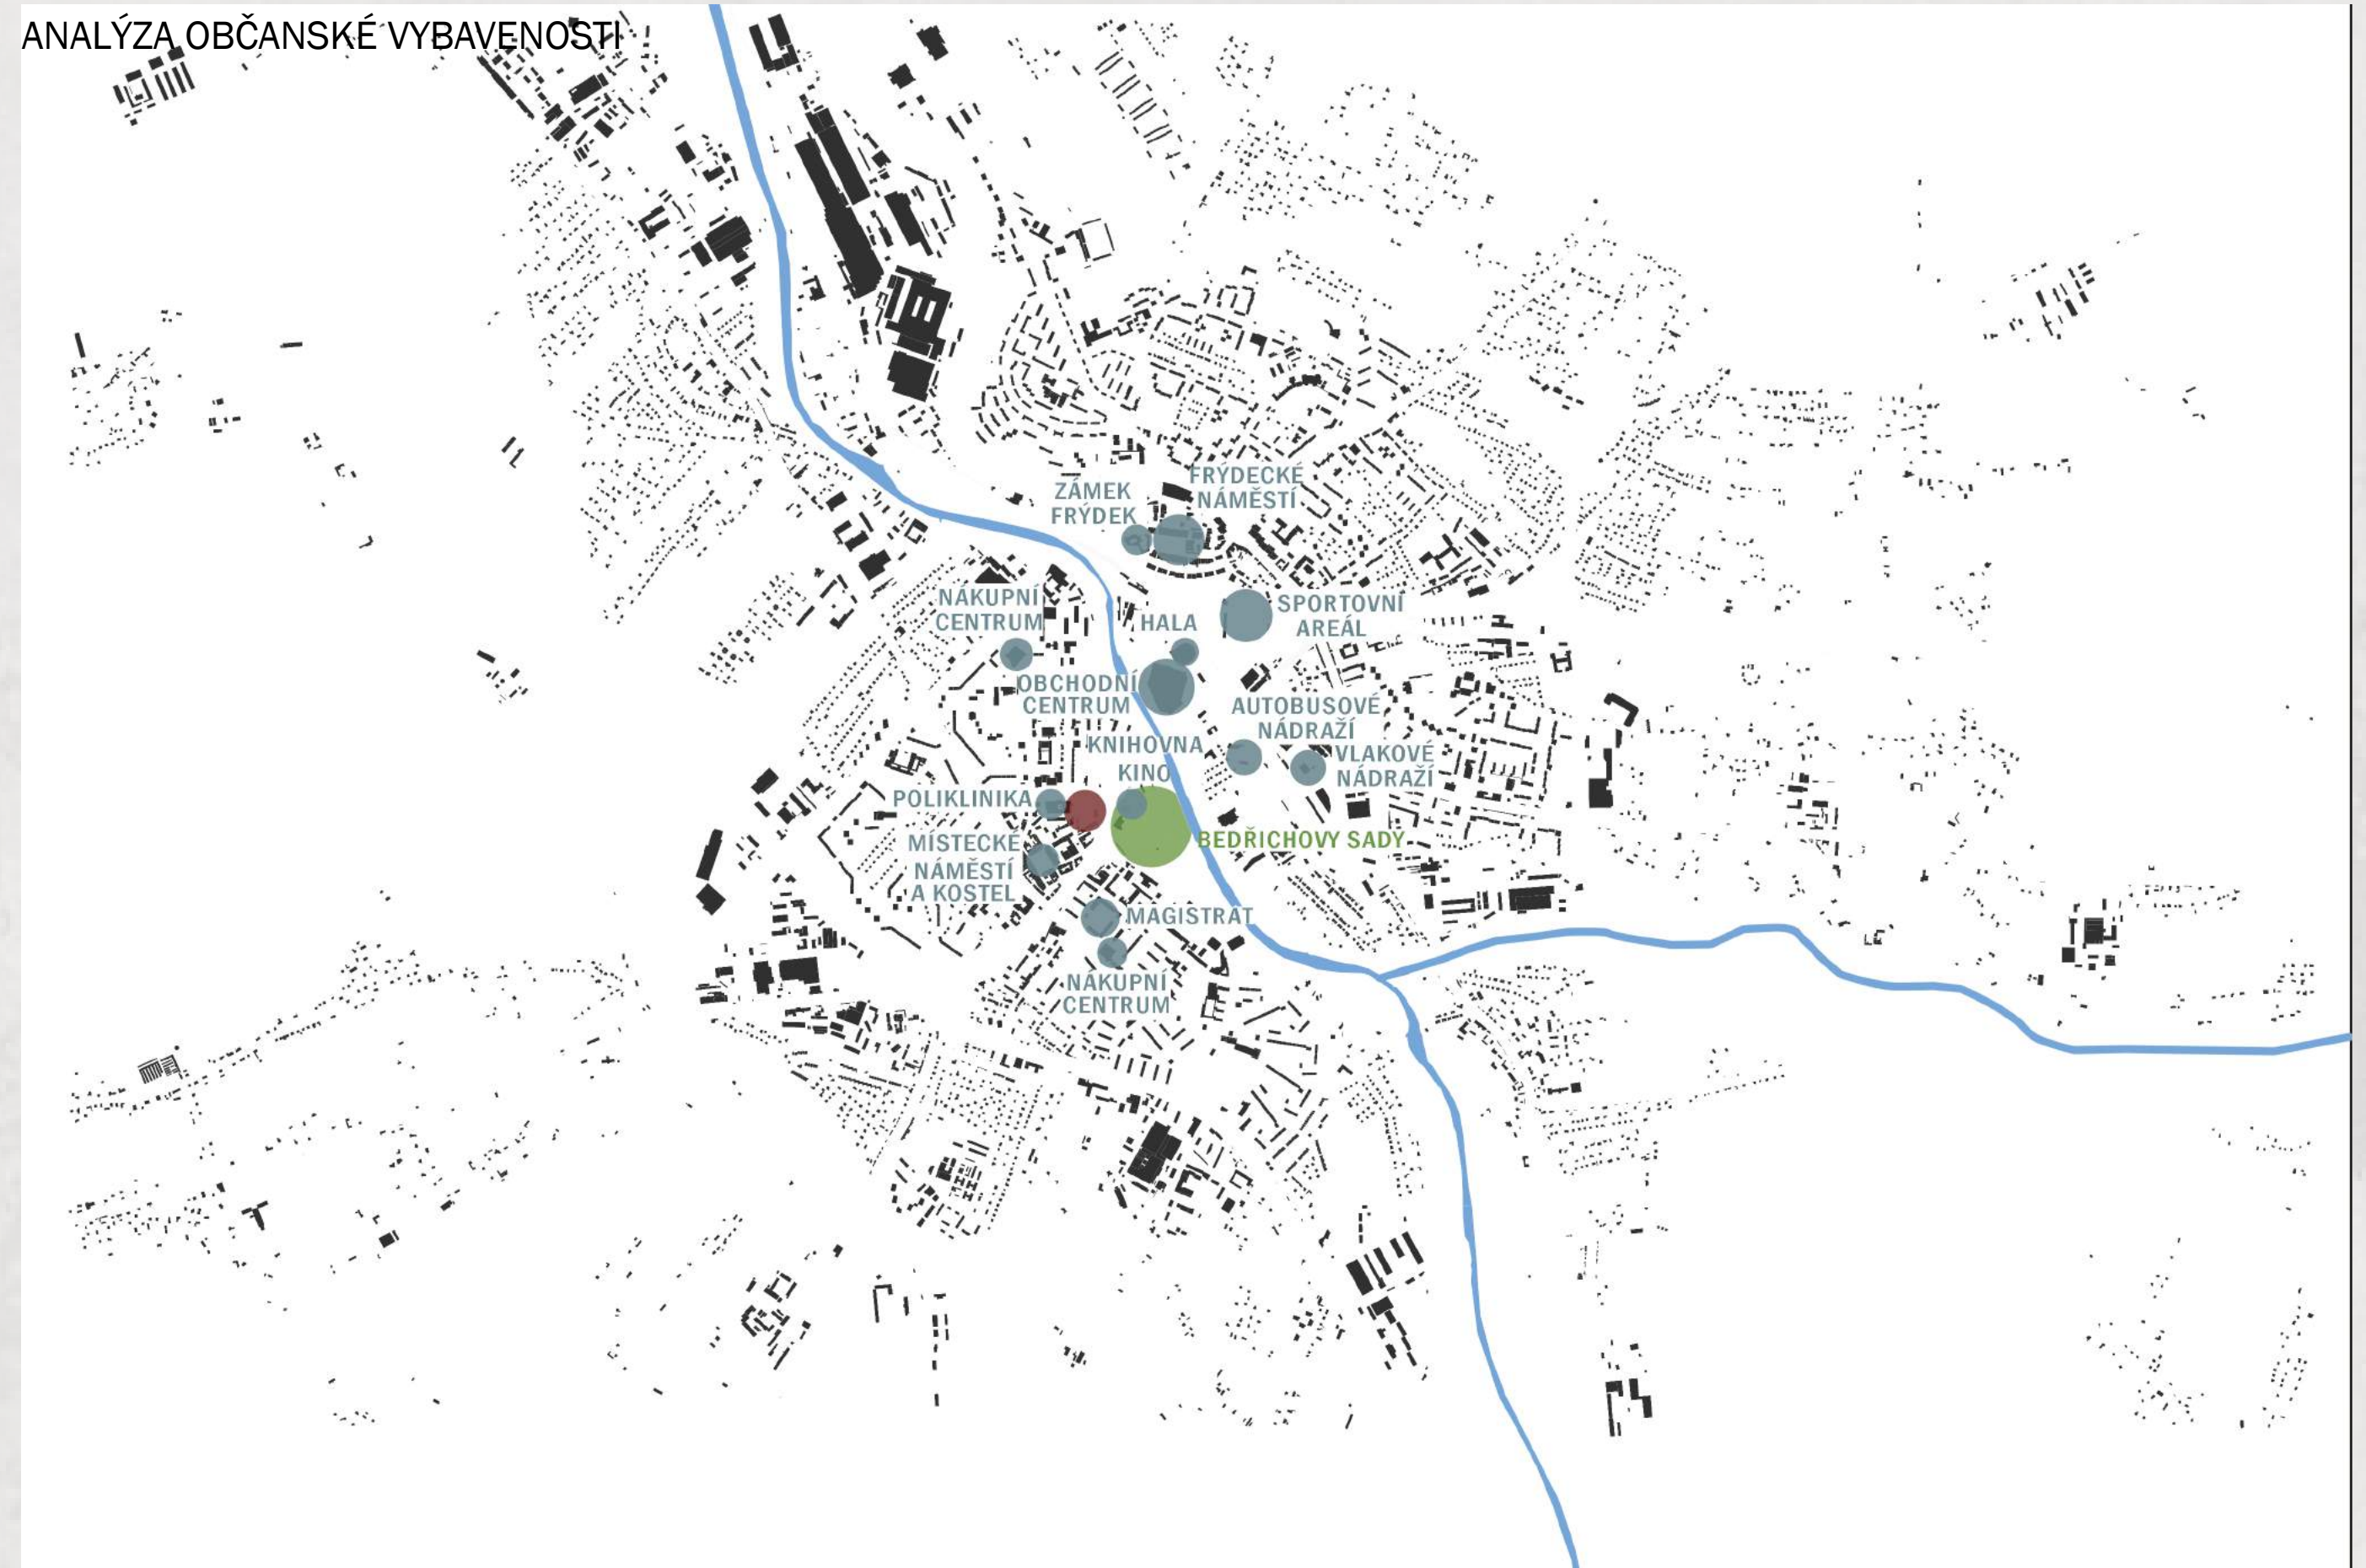 ANALÝZA OBČANSKÉ VYBAVENOSTI
FRÝDECKÉ
NÁMĚSTÍ
ZÁMEK
FRÝDEK
NÁKUPNÍ
CENTRUM
HALA
SPORTOVNÍ
AREÁL
OBCHODNÍ
CENTRUM
AUTOBUSOVÉ
NÁDRAŽÍ
KNIHOVNA
KINO
VLAKOVÉ
NÁDRAŽÍ
POLIKLINIKA
BEDŘICHOVY SADY
MÍSTECKÉ
NÁMĚSTÍ
A KOSTEL
MAGISTRÁT
NÁKUPNÍ
CENTRUM